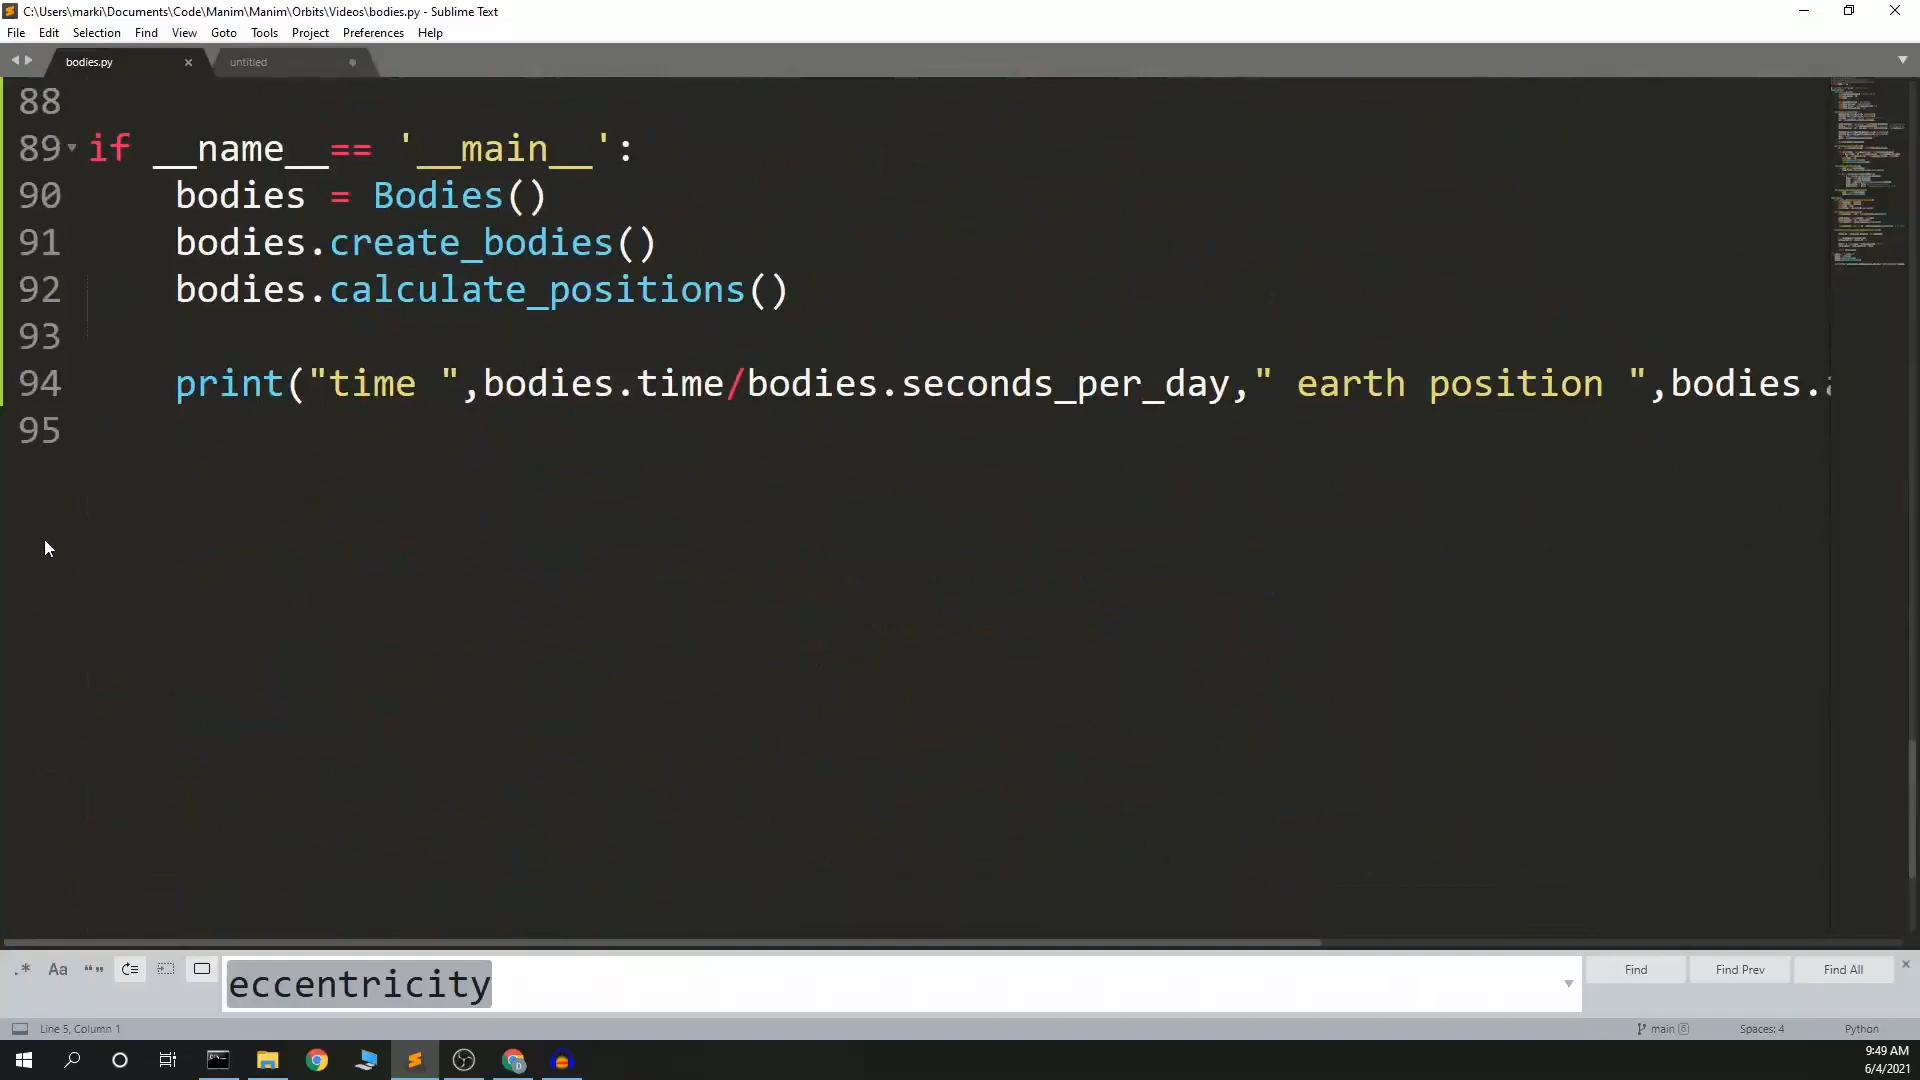 C:\Users\marki\Documents\Code\Manim\Manim\Orbits\Videos\bodies.py - Sublime Text
File Edit Selection Find View Goto Tools Project Preferences Help
bodies.py untitled
88
89 if __name__== '__main__':
90 bodies = Bodies()
91 bodies.create_bodies()
92 bodies.calculate_positions()
93
94 print("time ",bodies.time/bodies.seconds_per_day," earth position ",bodies.
95
.* Aa “” eccentricity Find Find Prev Find All
Line 5, Column 1 main 6 Spaces: 4 Python
9:49 AM
6/4/2021